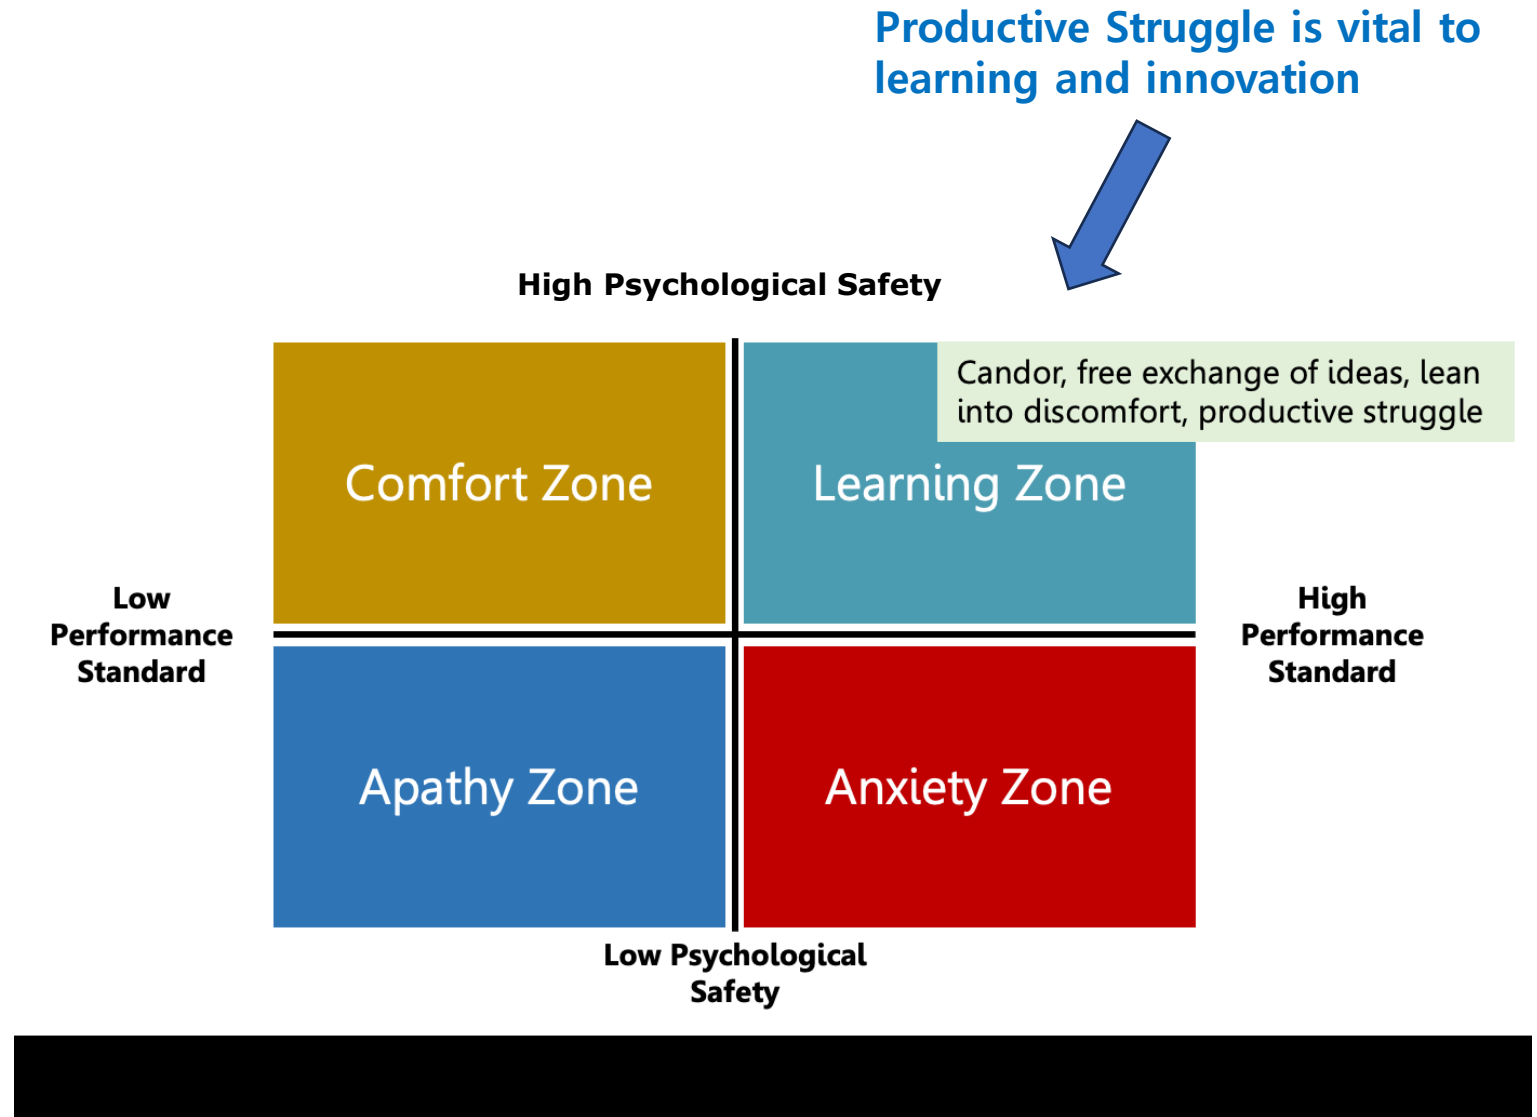 Productive Struggle is vital to
learning and innovation
High Psychological Safety
Candor, free exchange of ideas, lean
into discomfort, productive struggle
Comfort Zone
Learning Zone
Low
Performance
Standard
High
Performance
Standard
Apathy Zone
Anxiety Zone
Low Psychological
Safety